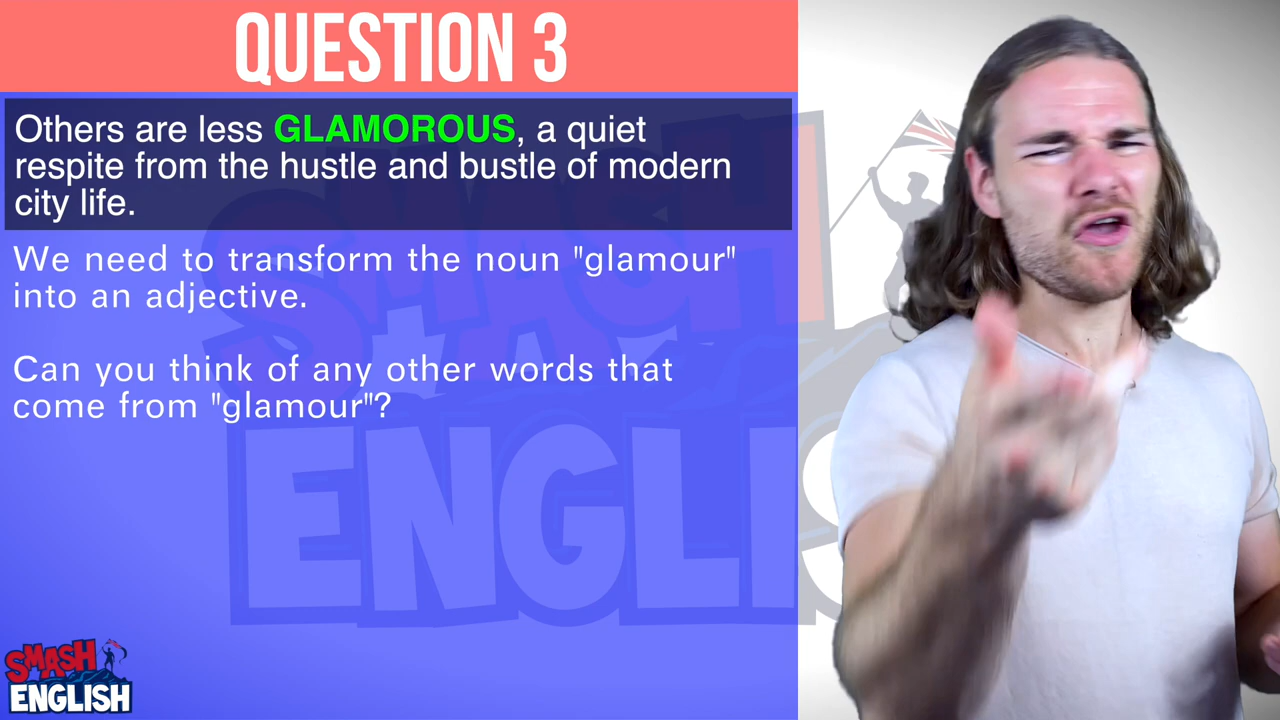 QUESTION 3
Others are less GLAMOROUS, a quiet
respite from the hustle and bustle of modern
city life.
We need to transform the noun "glamour"
into an adjective.
Can you think of any other words that
come from "glamour"?
SMASH
ENGLISH
SMASH
ENGLISH